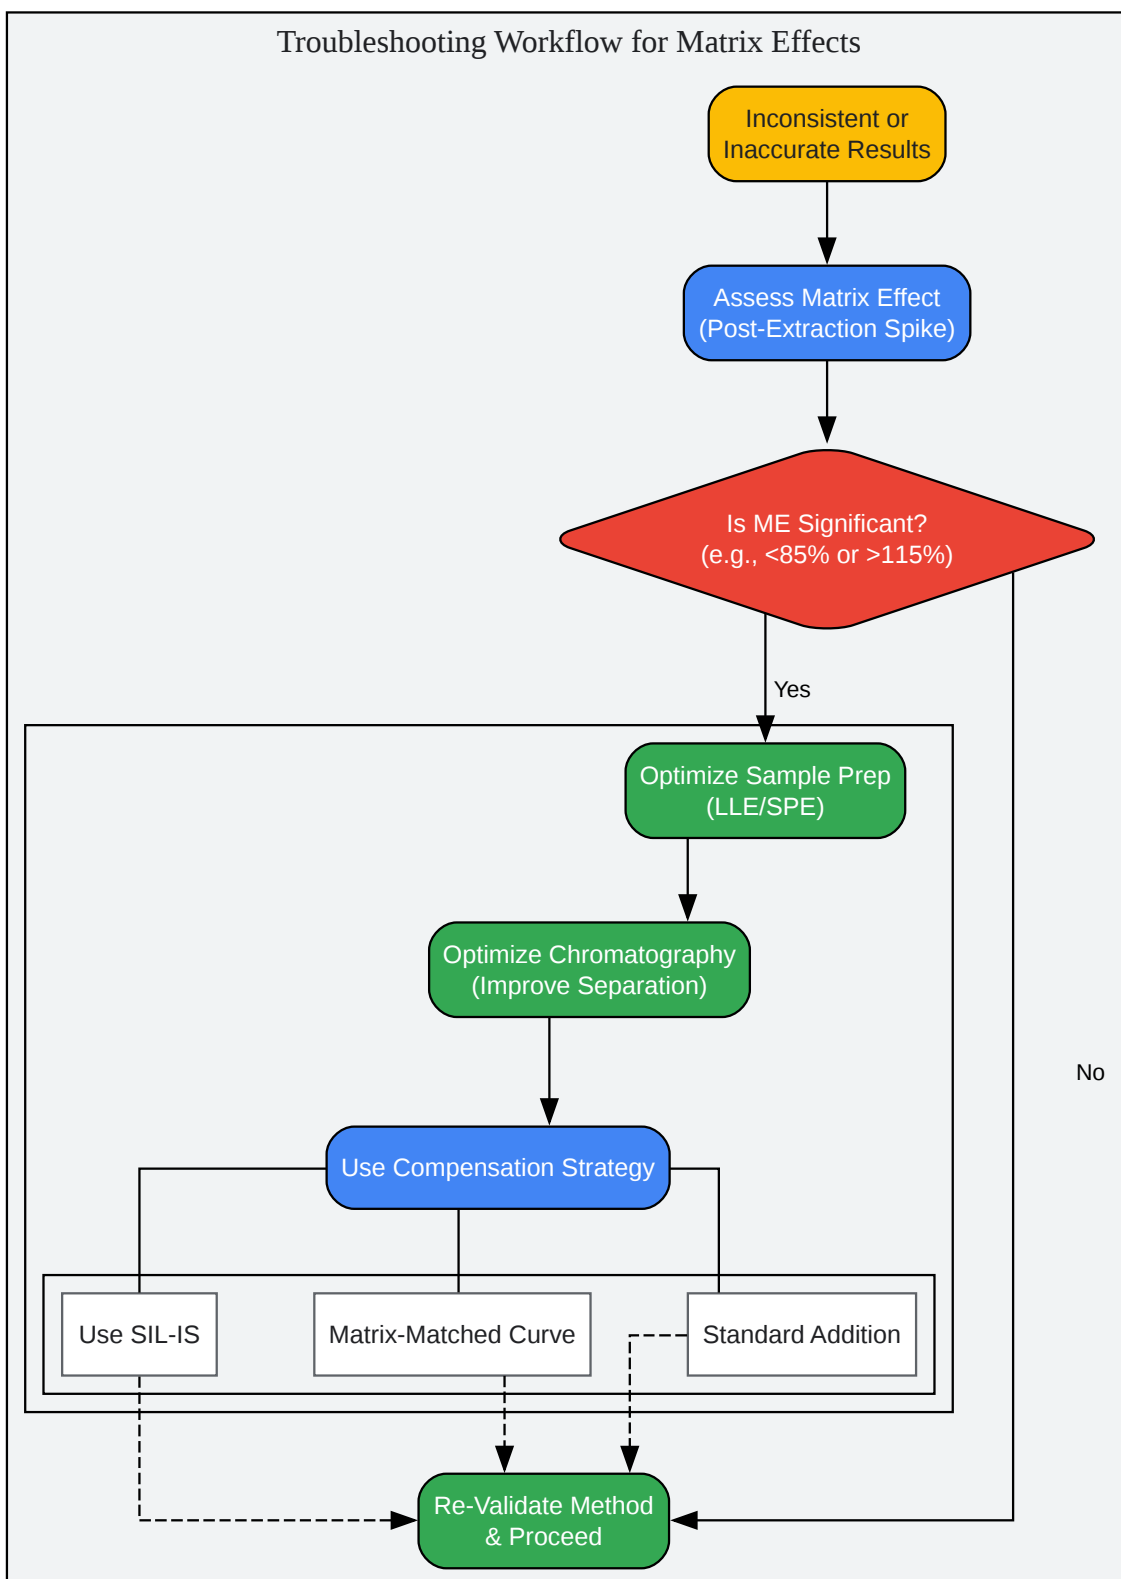 Troubleshooting Workflow for Matrix Effects
Inconsistent or
Inaccurate Results
Assess Matrix Effect
(Post-Extraction Spike)
Is ME Significant?
(e.g., <85% or >115%)
Yes
Optimize Sample Prep
(LLE/SPE)
Optimize Chromatography
(Improve Separation)
No
Use Compensation Strategy
Use SIL-IS
Matrix-Matched Curve
Standard Addition
Re-Validate Method
& Proceed